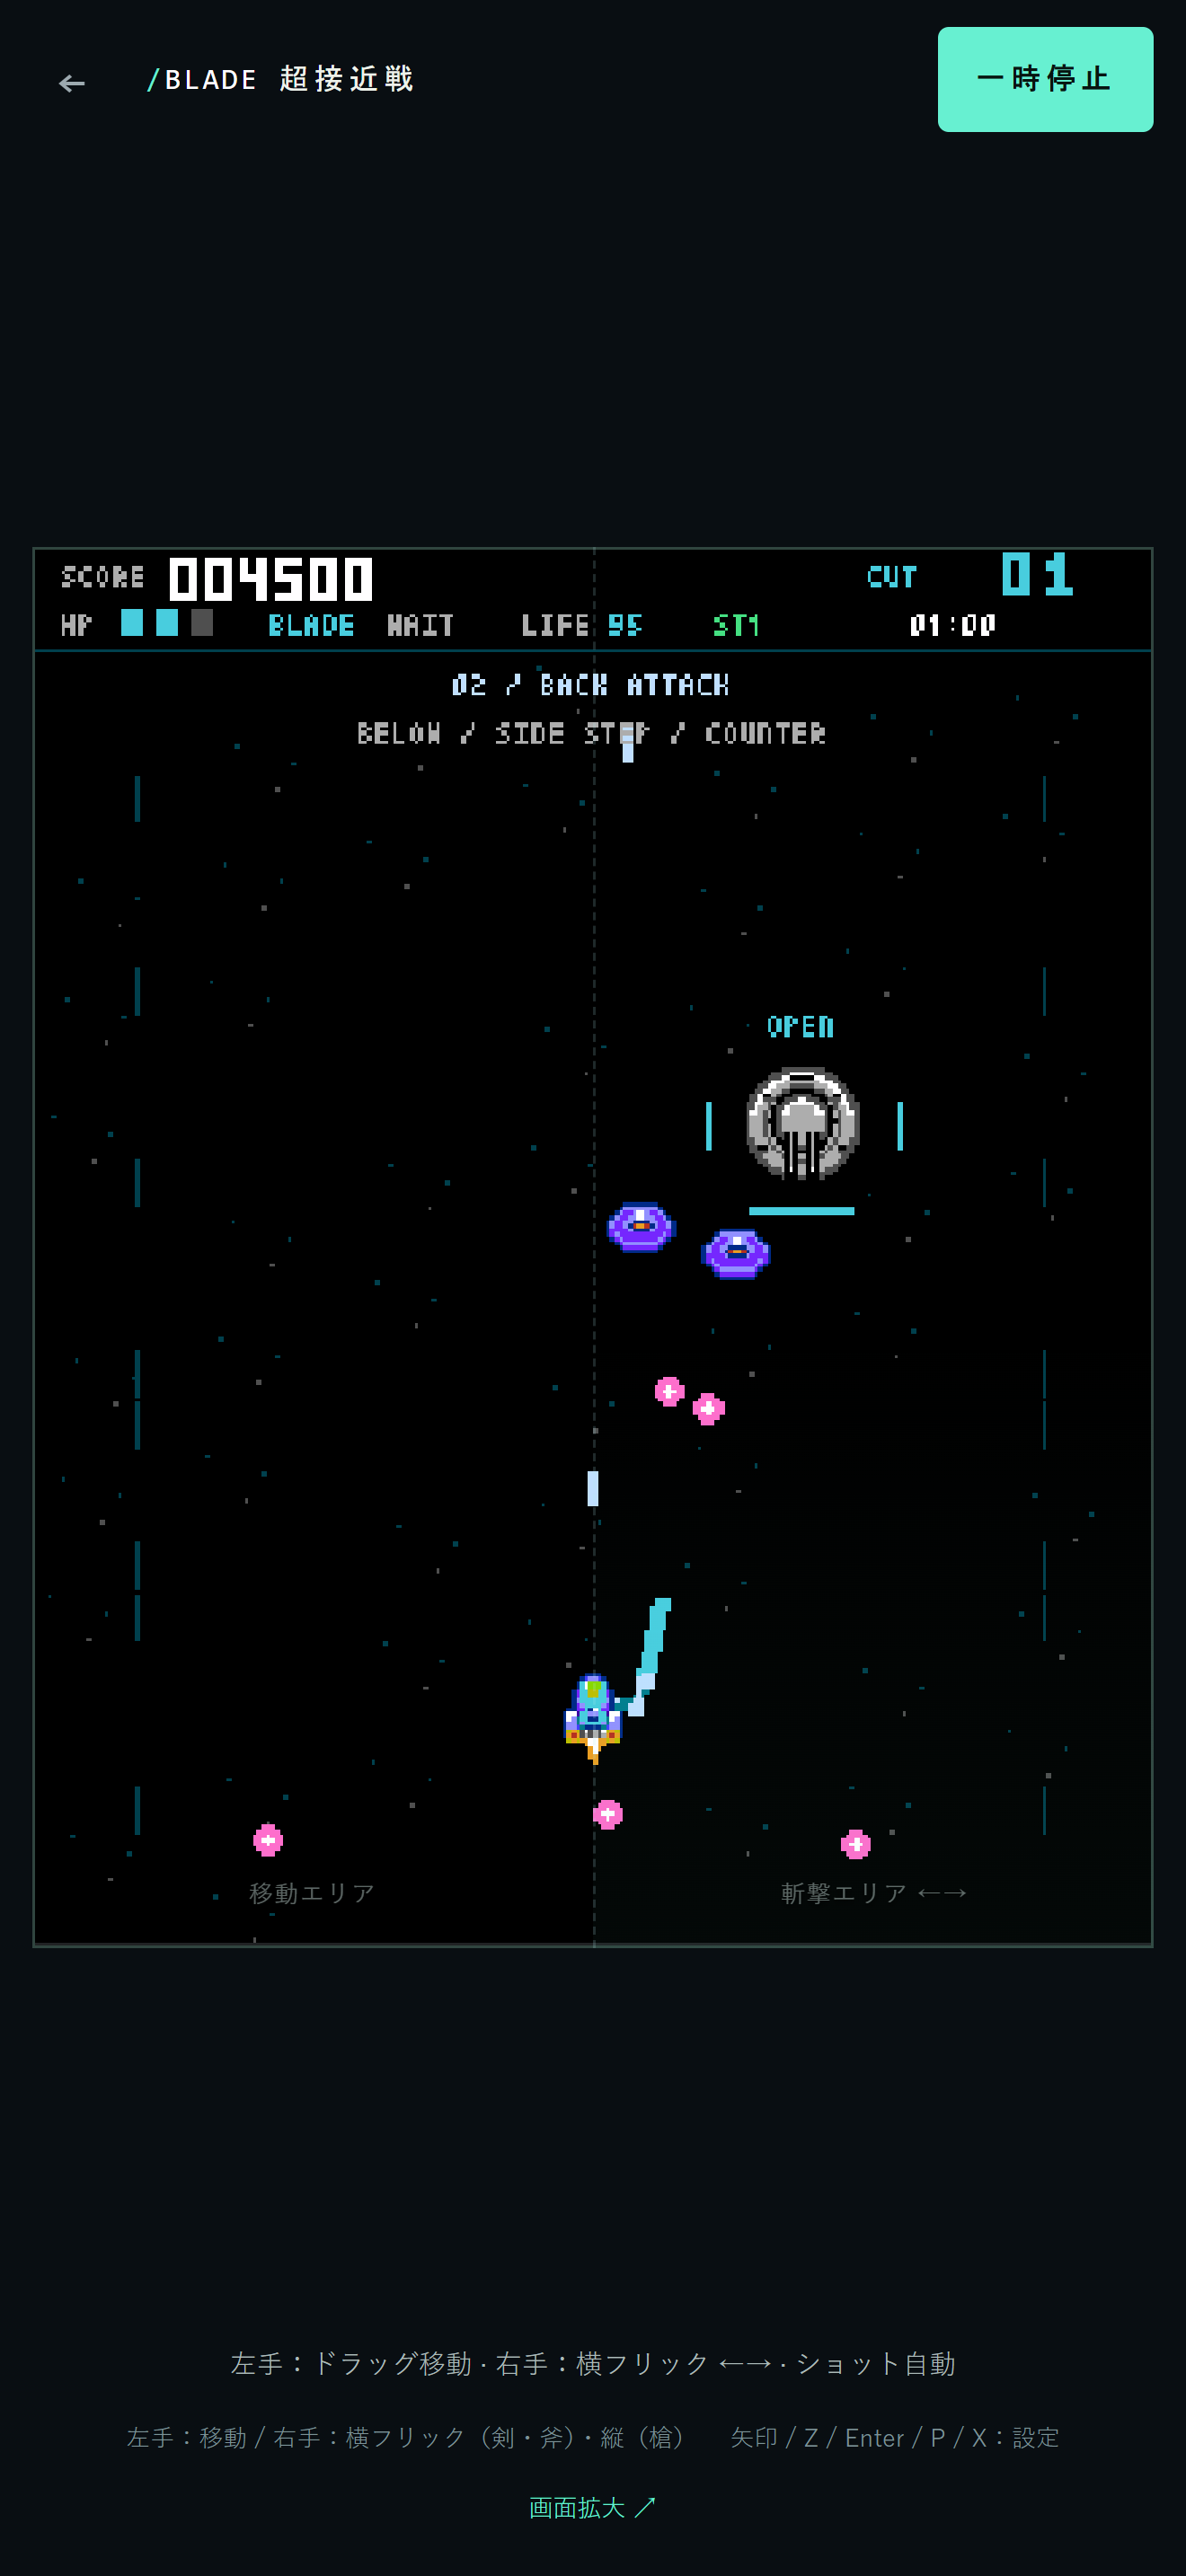 ← /BLADE 超接近戦 一時停止
SCORE 004500 CUT 01
HP BLADE WAIT LIFE 95 ST1 01:00
02 / BACK ATTACK
BELOW / SIDE STEP / COUNTER
OPEN
移動エリア 斬撃エリア ←→
左手：ドラッグ移動 · 右手：横フリック ←→ · ショット自動
左手：移動 / 右手：横フリック（剣・斧）・縦（槍） 矢印 / Z / Enter / P / X：設定
画面拡大 ↗